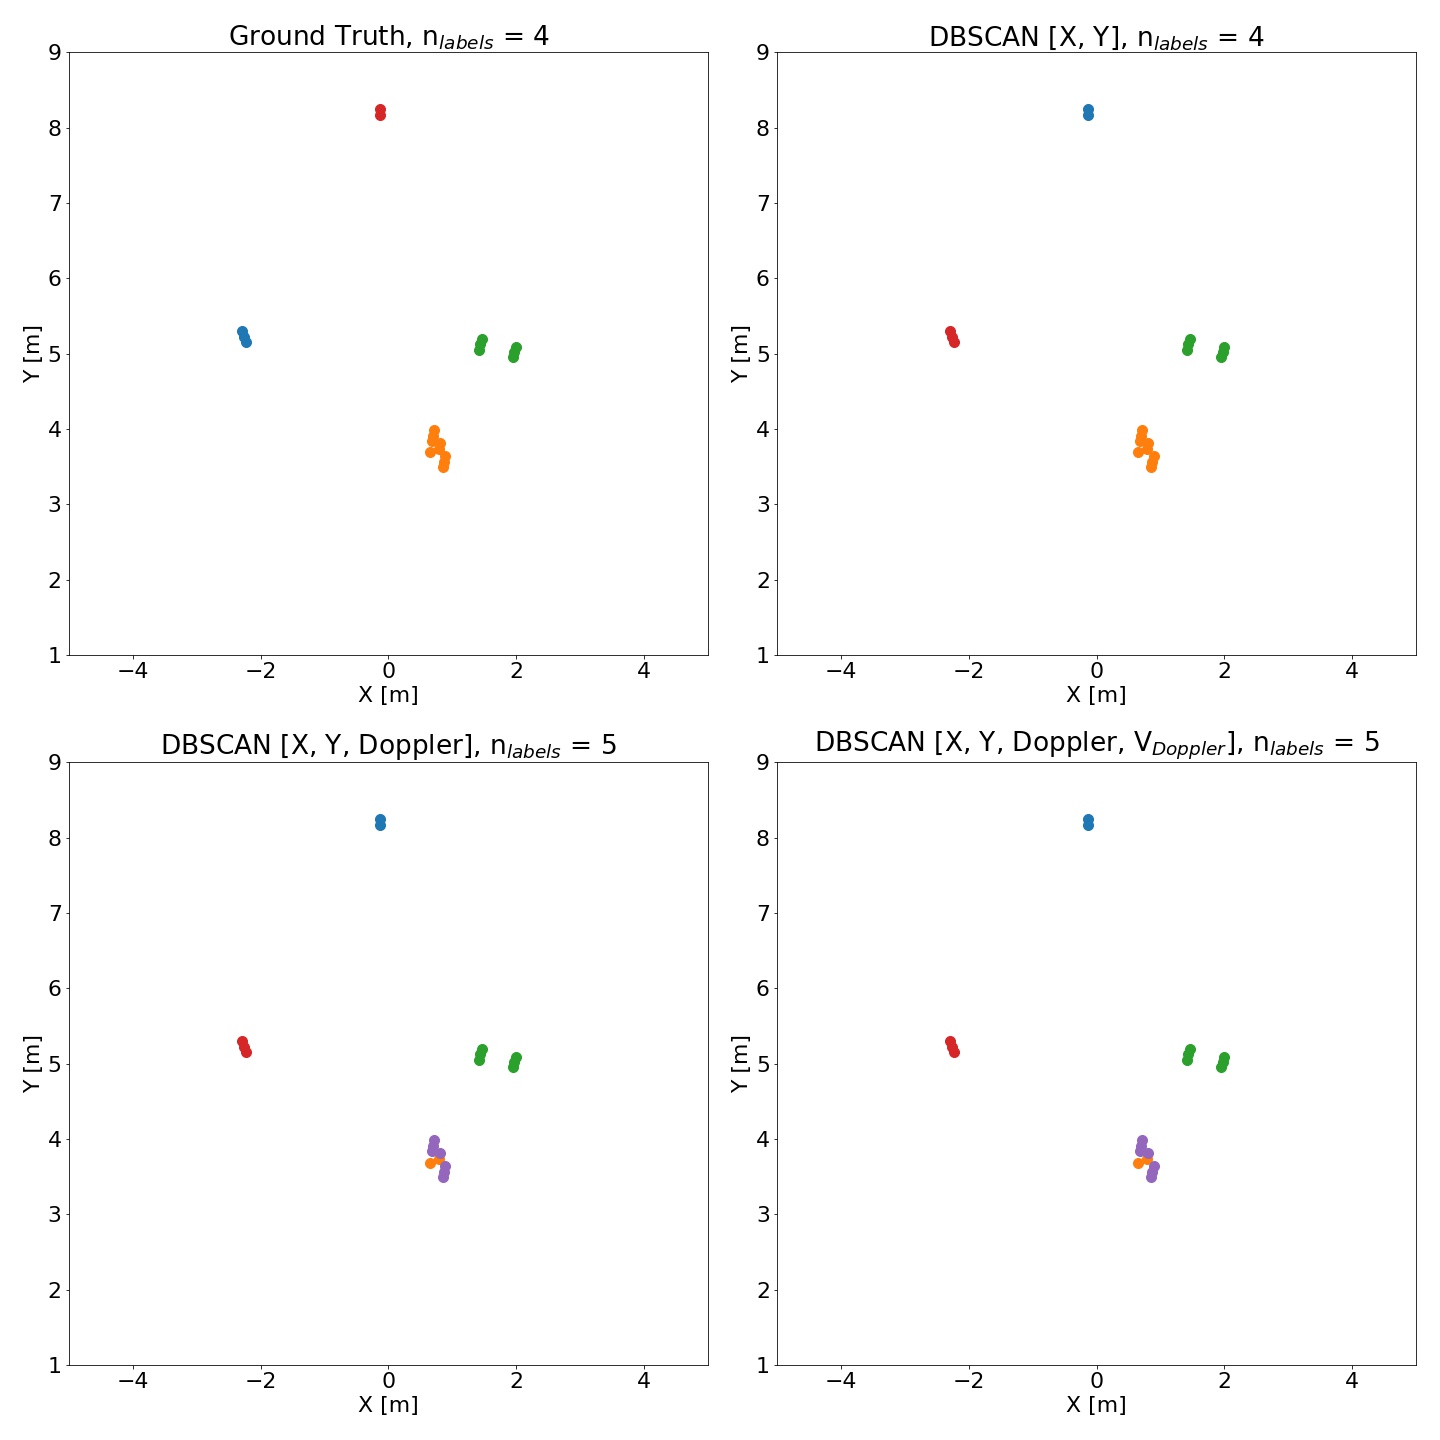 Ground Truth, n_labels = 4
9
8
7
6
5
4
3
2
1
Y [m]
−4 −2 0 2 4
X [m]
DBSCAN [X, Y], n_labels = 4
9
8
7
6
5
4
3
2
1
Y [m]
−4 −2 0 2 4
X [m]
DBSCAN [X, Y, Doppler], n_labels = 5
9
8
7
6
5
4
3
2
1
Y [m]
−4 −2 0 2 4
X [m]
DBSCAN [X, Y, Doppler, V_Doppler], n_labels = 5
9
8
7
6
5
4
3
2
1
Y [m]
−4 −2 0 2 4
X [m]